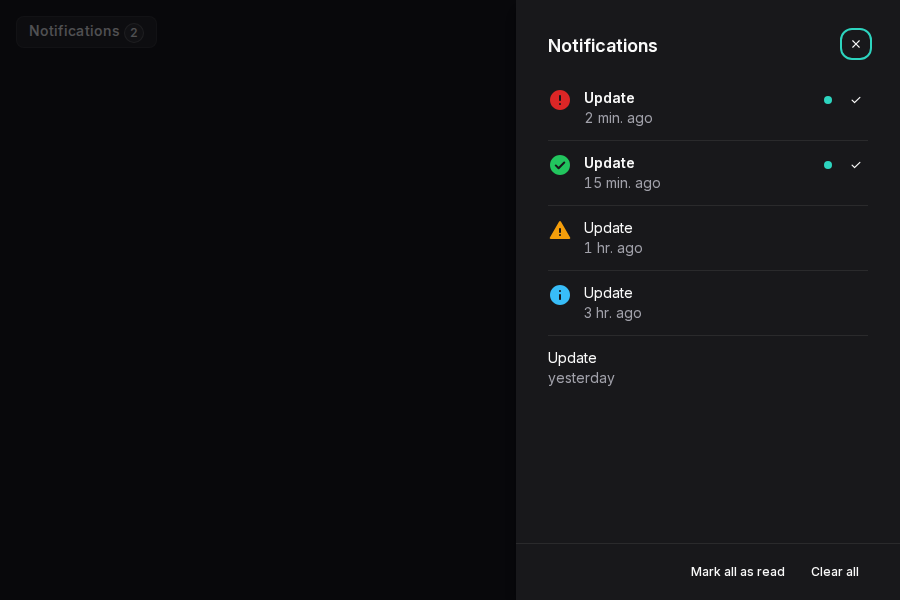 Notifications 2
Notifications
Update
2 min. ago
Update
15 min. ago
Update
1 hr. ago
Update
3 hr. ago
Update
yesterday
Mark all as read Clear all